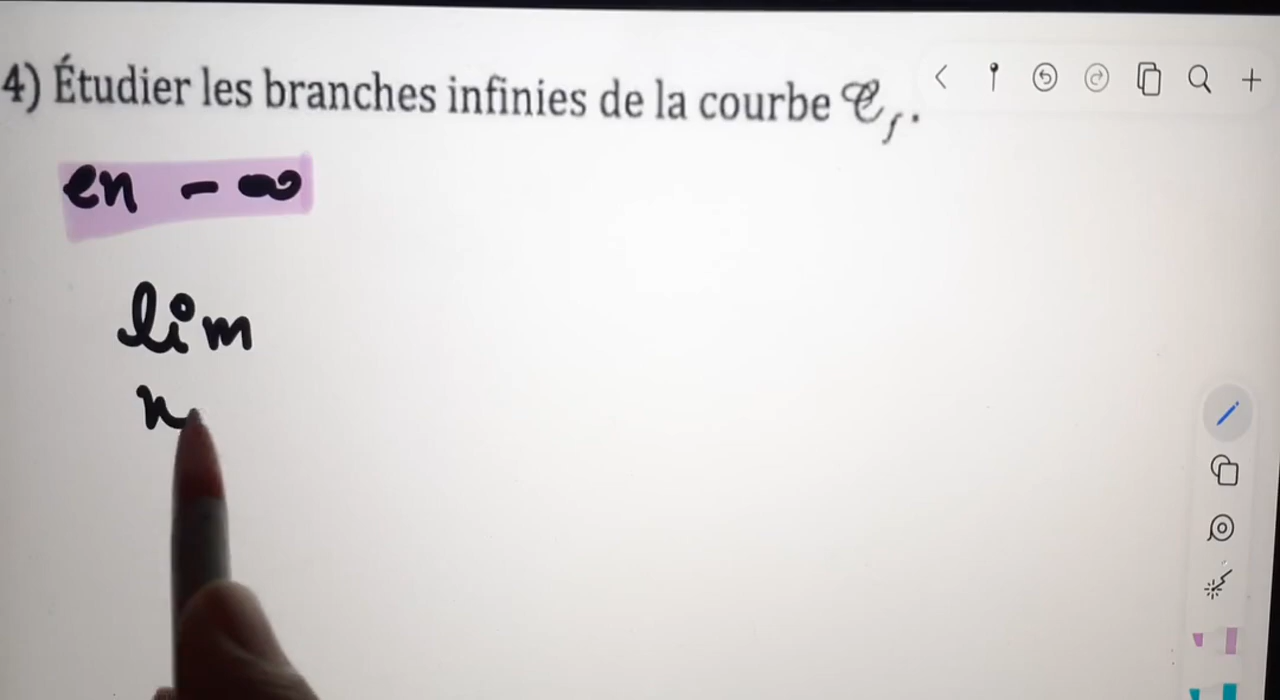 4) Étudier les branches infinies de la courbe 𝒞f.
en - ∞
lim
x